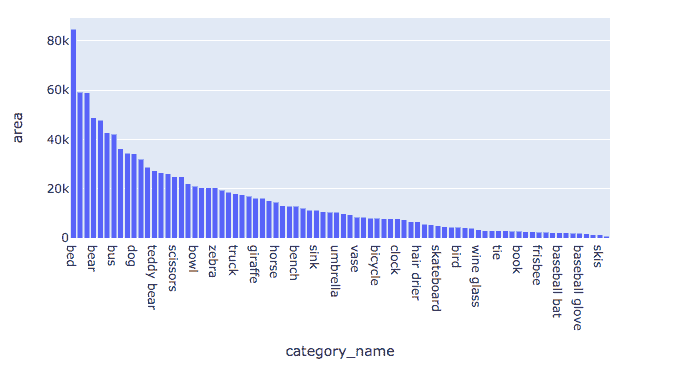 area
80k
60k
40k
20k
0
bed
bear
bus
dog
teddy bear
scissors
bowl
zebra
truck
giraffe
horse
bench
sink
umbrella
vase
bicycle
clock
hair drier
skateboard
bird
wine glass
tie
book
frisbee
baseball bat
baseball glove
skis
category_name